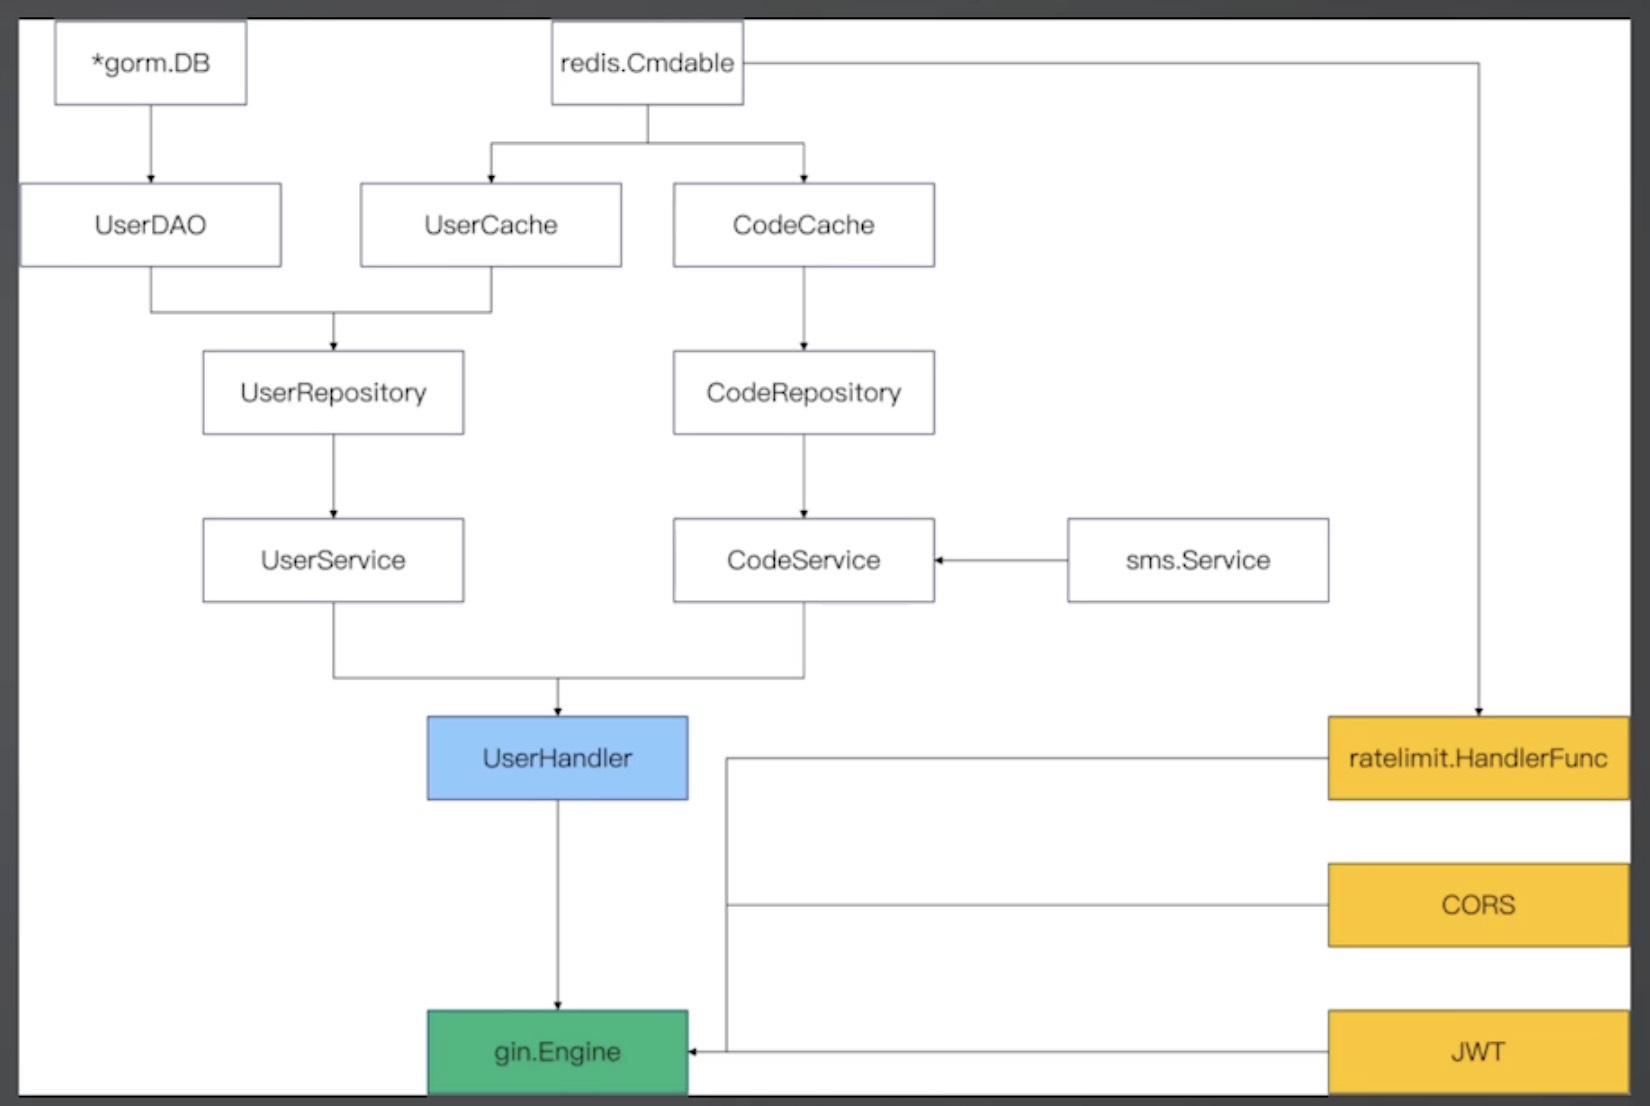 *gorm.DB
redis.Cmdable
UserDAO
UserCache
CodeCache
UserRepository
CodeRepository
UserService
CodeService
sms.Service
UserHandler
ratelimit.HandlerFunc
CORS
gin.Engine
JWT